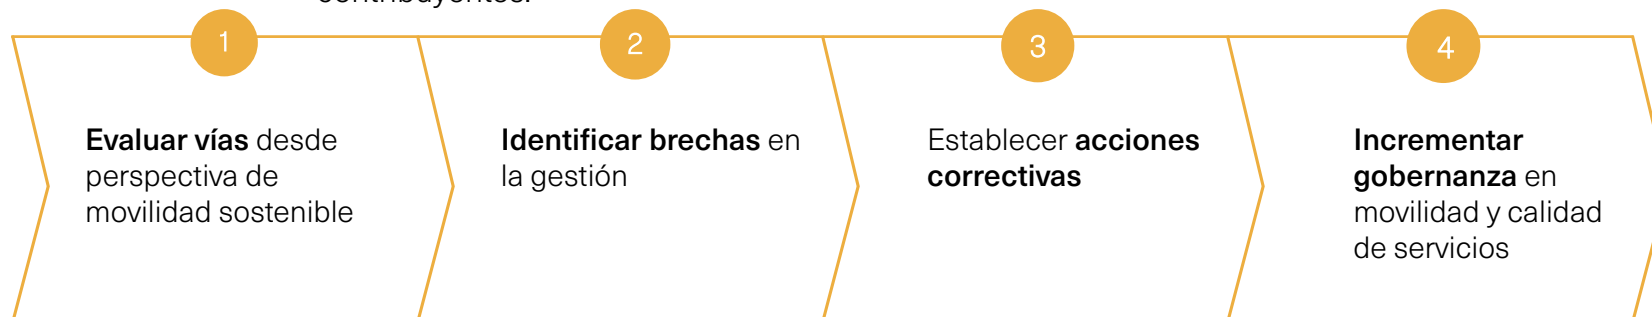 contribuyentes.
1
Evaluar vías desde
perspectiva de
movilidad sostenible
2
Identificar brechas en
la gestión
3
Establecer acciones
correctivas
4
Incrementar
gobernanza en
movilidad y calidad
de servicios